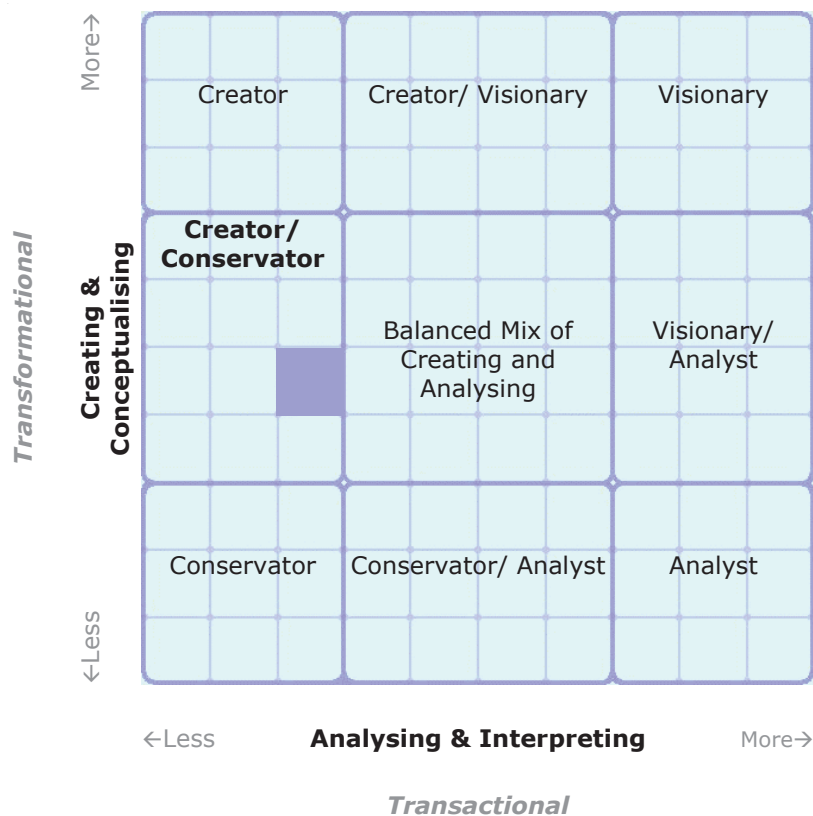 More→
Creator
Creator/ Visionary
Visionary
Transformational
Creating &
Conceptualising
Creator/
Conservator
Balanced Mix of
Creating and
Analysing
Visionary/
Analyst
Conservator
Conservator/ Analyst
Analyst
←Less
←Less
Analysing & Interpreting
More→
Transactional